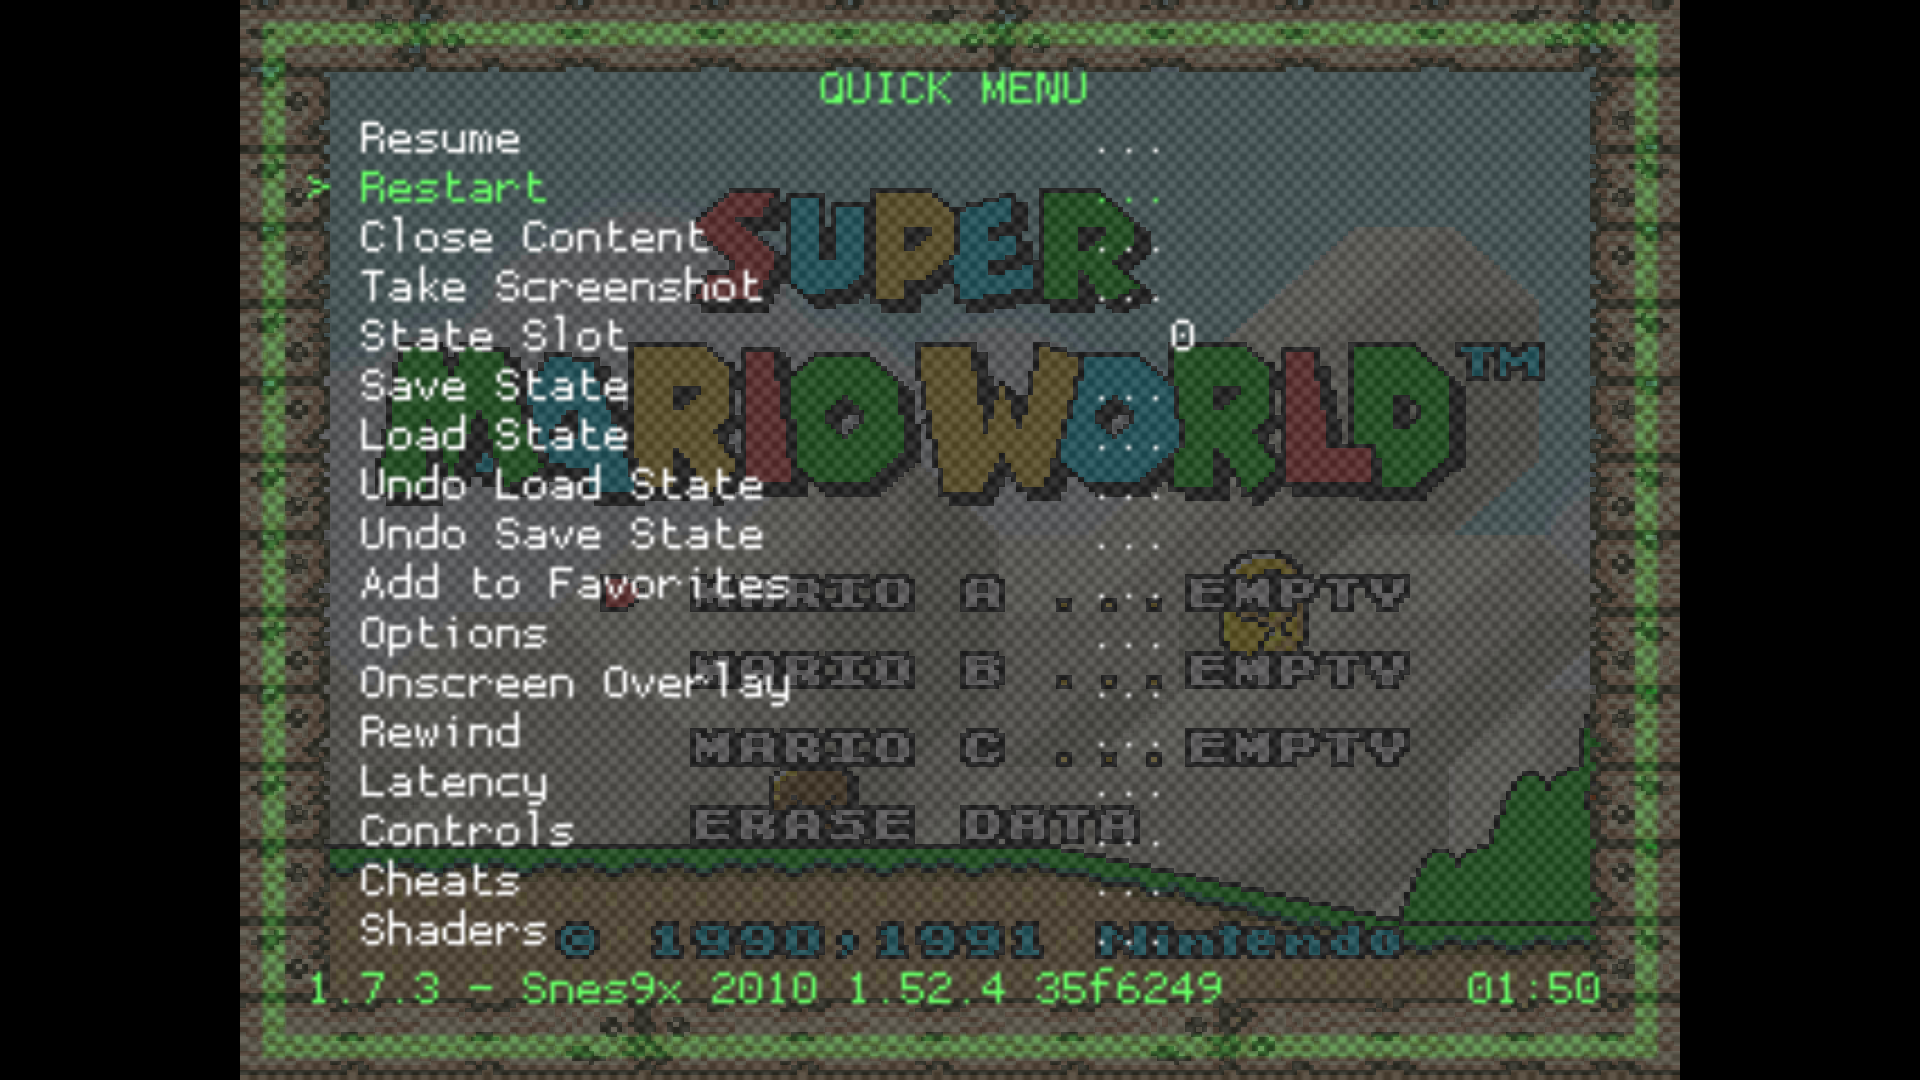 QUICK MENU
Resume ...
> Restart ...
SUPER
Close Content ...
Take Screenshot ...
State Slot 0
MARIO WORLD TM
Save State ...
Load State ...
Undo Load State ...
Undo Save State ...
Add to Favorites ...
MARIO A ... EMPTY
Options ...
MARIO B ... EMPTY
Onscreen Overlay ...
Rewind ...
MARIO C ... EMPTY
Latency ...
Controls ...
ERASE DATA
Cheats ...
Shaders ...
© 1990,1991 Nintendo
1.7.3 - Snes9x 2010 1.52.4 35f6249 01:50